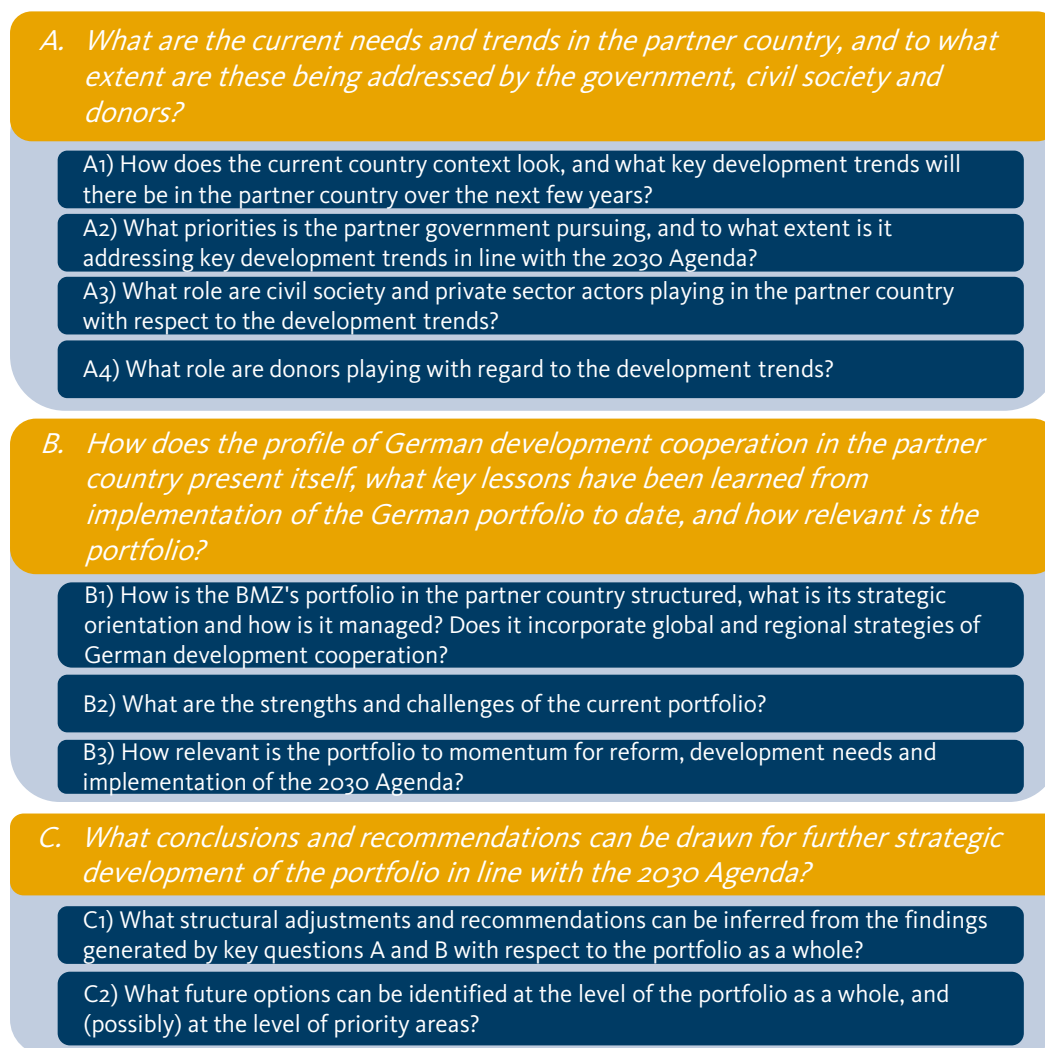 A. What are the current needs and trends in the partner country, and to what
extent are these being addressed by the government, civil society and
donors?
A1) How does the current country context look, and what key development trends will
there be in the partner country over the next few years?
A2) What priorities is the partner government pursuing, and to what extent is it
addressing key development trends in line with the 2030 Agenda?
A3) What role are civil society and private sector actors playing in the partner country
with respect to the development trends?
A4) What role are donors playing with regard to the development trends?
B. How does the profile of German development cooperation in the partner
country present itself, what key lessons have been learned from
implementation of the German portfolio to date, and how relevant is the
portfolio?
B1) How is the BMZ's portfolio in the partner country structured, what is its strategic
orientation and how is it managed? Does it incorporate global and regional strategies of
German development cooperation?
B2) What are the strengths and challenges of the current portfolio?
B3) How relevant is the portfolio to momentum for reform, development needs and
implementation of the 2030 Agenda?
C. What conclusions and recommendations can be drawn for further strategic
development of the portfolio in line with the 2030 Agenda?
C1) What structural adjustments and recommendations can be inferred from the findings
generated by key questions A and B with respect to the portfolio as a whole?
C2) What future options can be identified at the level of the portfolio as a whole, and
(possibly) at the level of priority areas?